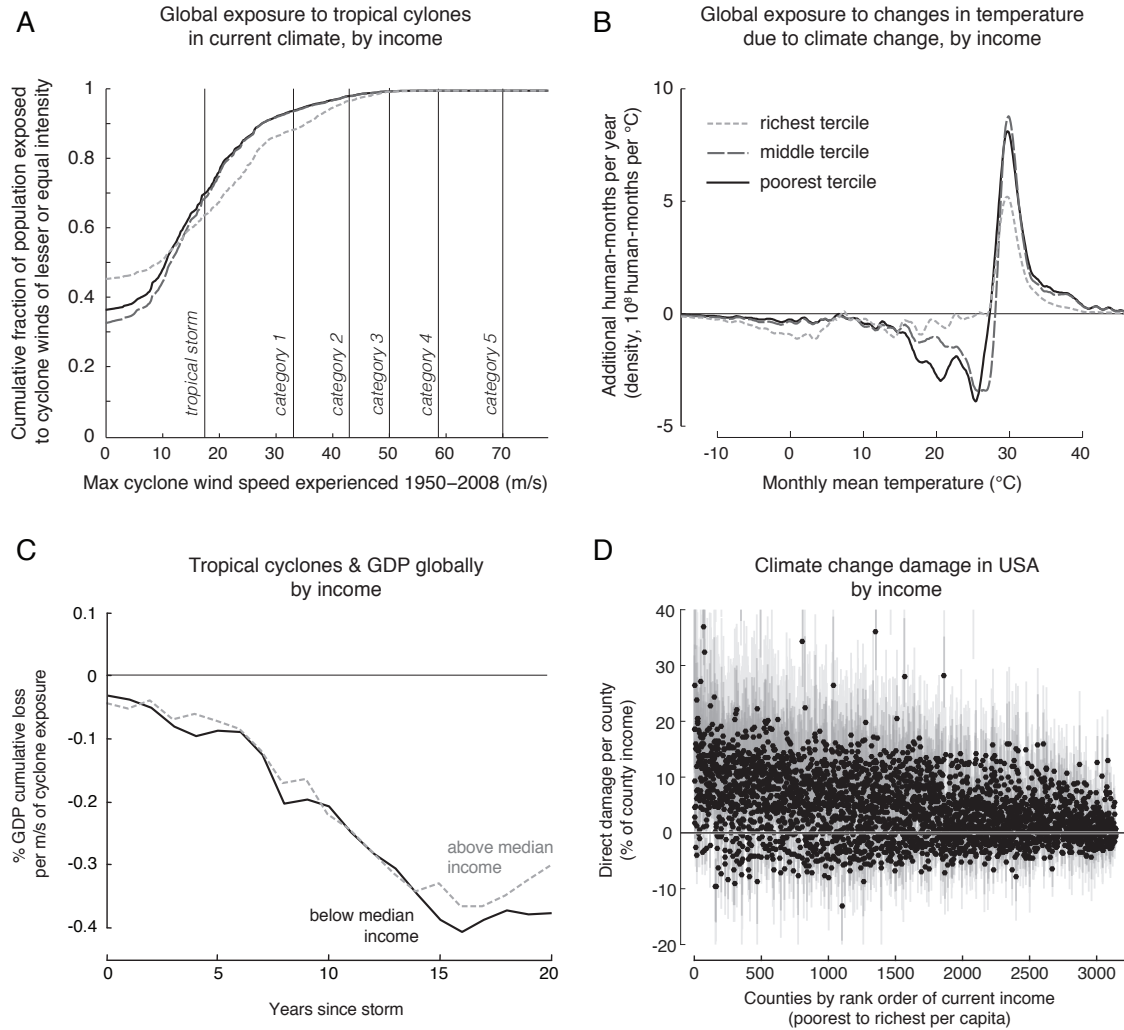 A
Global exposure to tropical cylones
in current climate, by income
Cumulative fraction of population exposed
to cyclone winds of lesser or equal intensity
1
0.8
0.6
0.4
0.2
0
tropical storm
category 1
category 2
category 3
category 4
category 5
0 10 20 30 40 50 60 70
Max cyclone wind speed experienced 1950–2008 (m/s)
B
Global exposure to changes in temperature
due to climate change, by income
Additional human-months per year
(density, 10⁸ human-months per °C)
10
5
0
-5
richest tercile
middle tercile
poorest tercile
-10 0 10 20 30 40
Monthly mean temperature (°C)
C
Tropical cyclones & GDP globally
by income
% GDP cumulative loss
per m/s of cyclone exposure
0.1
0
-0.1
-0.2
-0.3
-0.4
above median
income
below median
income
0 5 10 15 20
Years since storm
D
Climate change damage in USA
by income
Direct damage per county
(% of county income)
40
30
20
10
0
-10
-20
0 500 1000 1500 2000 2500 3000
Counties by rank order of current income
(poorest to richest per capita)